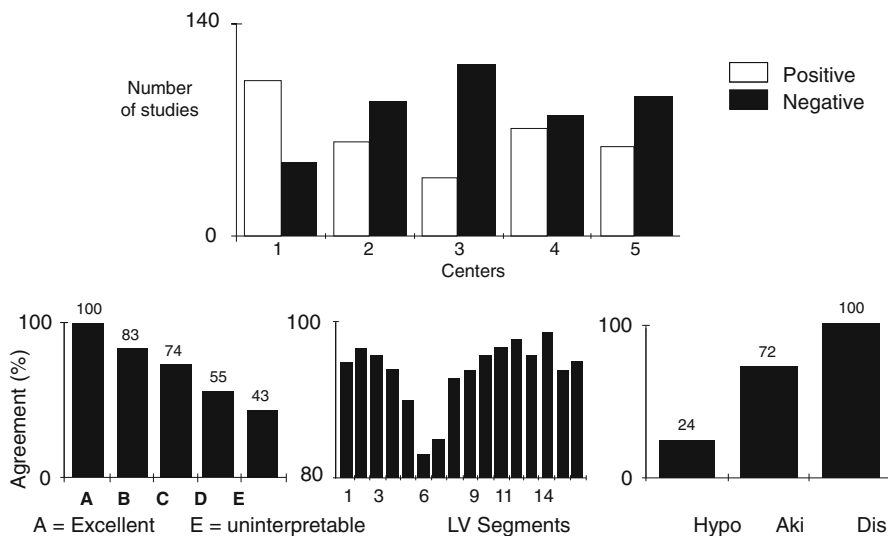 140
Number
of studies
0
1 2 3 4 5
Centers
Positive
Negative
Agreement (%)
100
0
100
83
74
55
43
A B C D E
A = Excellent E = uninterpretable
100
80
1 3 6 9 11 14
LV Segments
100
0
24
72
100
Hypo Aki Dis